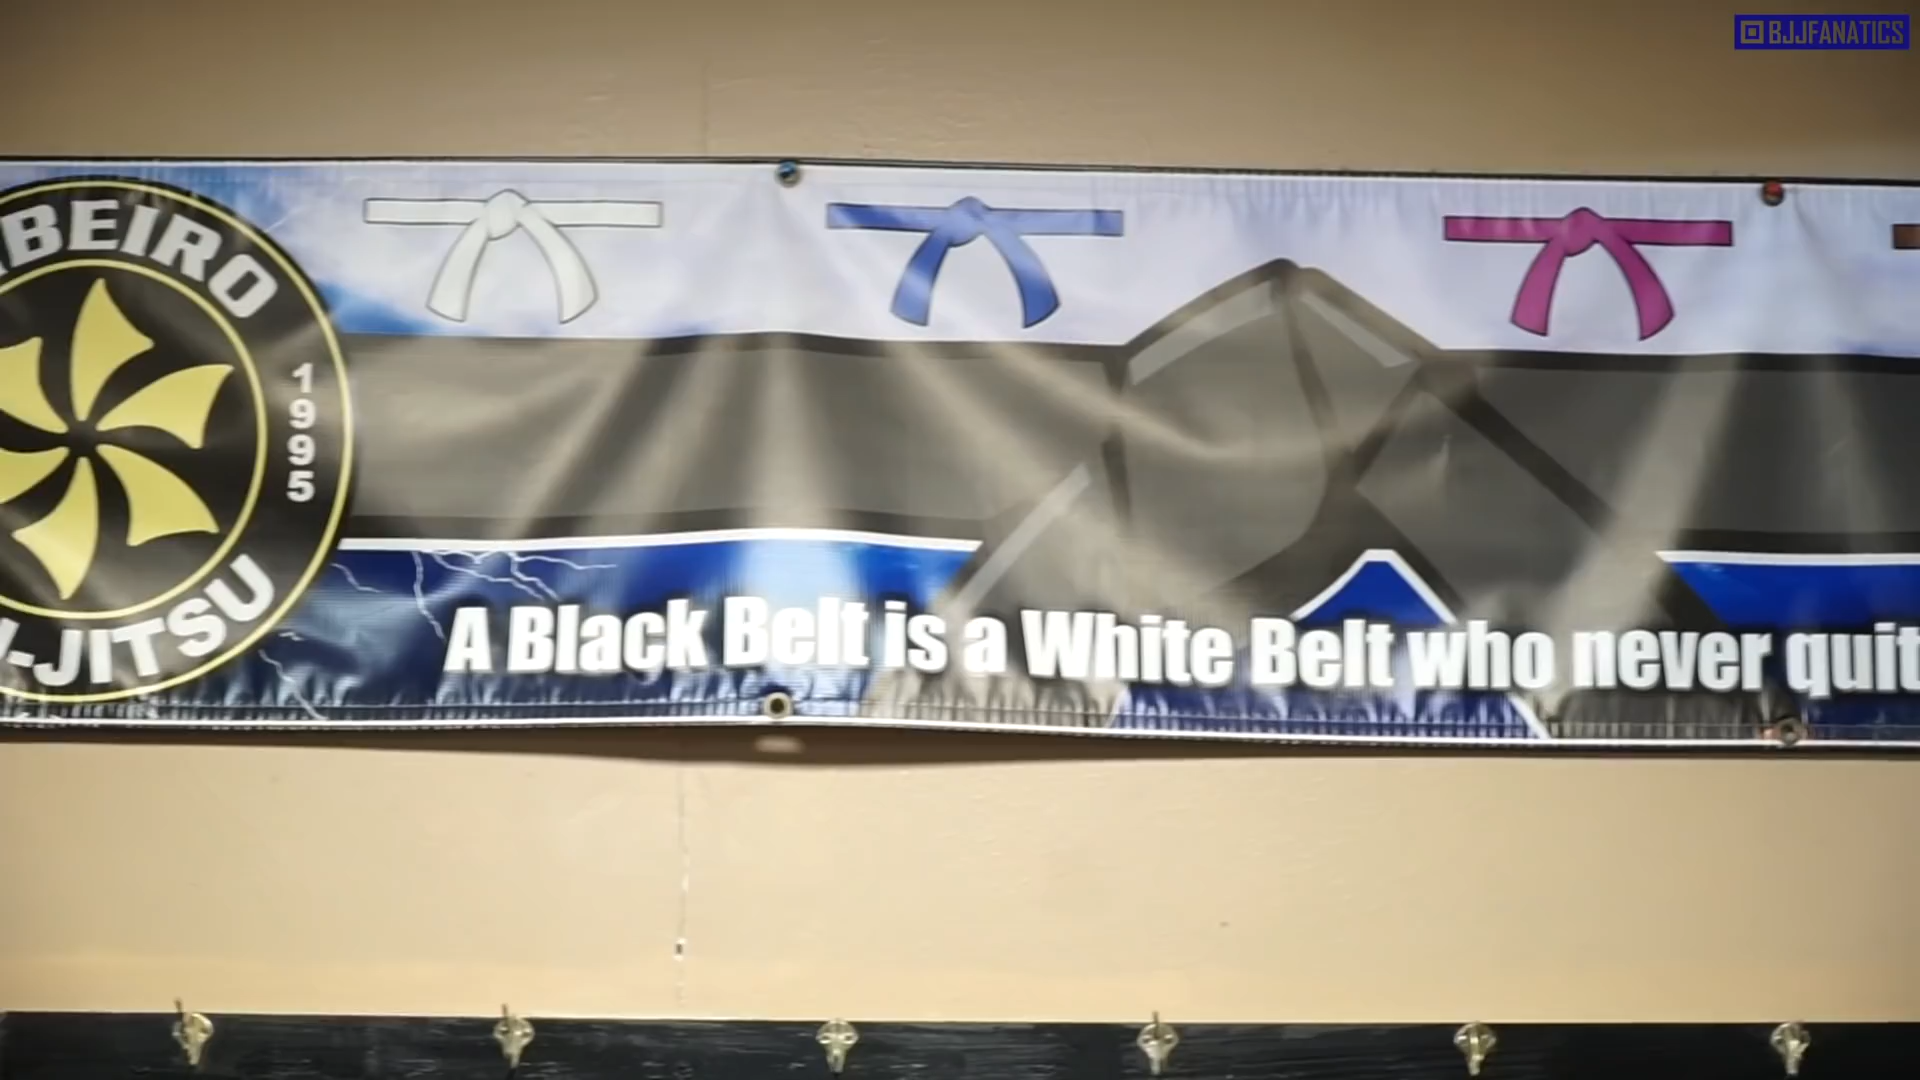 BJJFANATICS
BEIRO
1995
-JITSU
A Black Belt is a White Belt who never quit